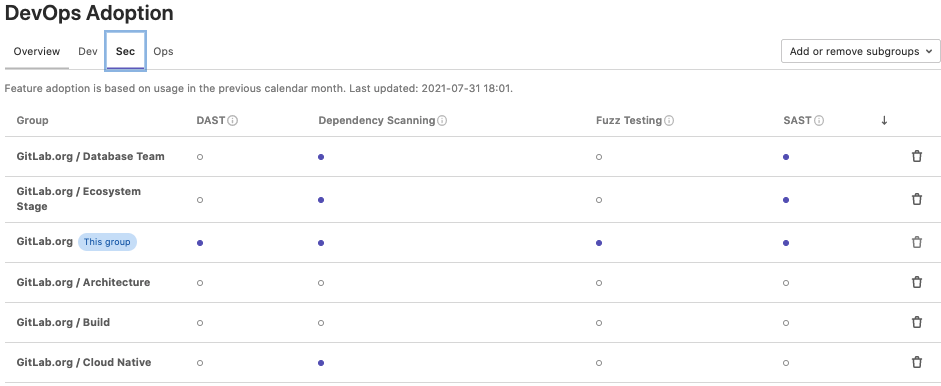 DevOps Adoption
Overview Dev Sec Ops Add or remove subgroups
Feature adoption is based on usage in the previous calendar month. Last updated: 2021-07-31 18:01.
Group DAST Dependency Scanning Fuzz Testing SAST
GitLab.org / Database Team
GitLab.org / Ecosystem
Stage
GitLab.org This group
GitLab.org / Architecture
GitLab.org / Build
GitLab.org / Cloud Native